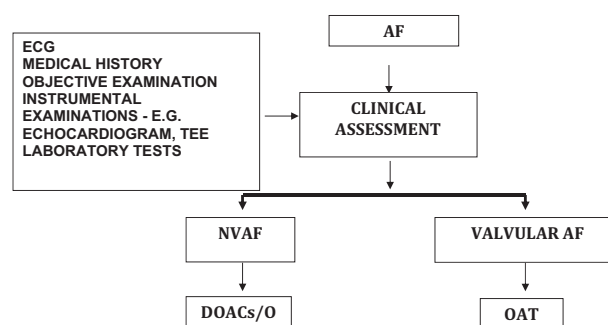 ECG
MEDICAL HISTORY
OBJECTIVE EXAMINATION
INSTRUMENTAL
EXAMINATIONS - E.G.
ECHOCARDIOGRAM, TEE
LABORATORY TESTS
AF
CLINICAL
ASSESSMENT
NVAF
VALVULAR AF
DOACs/O
OAT